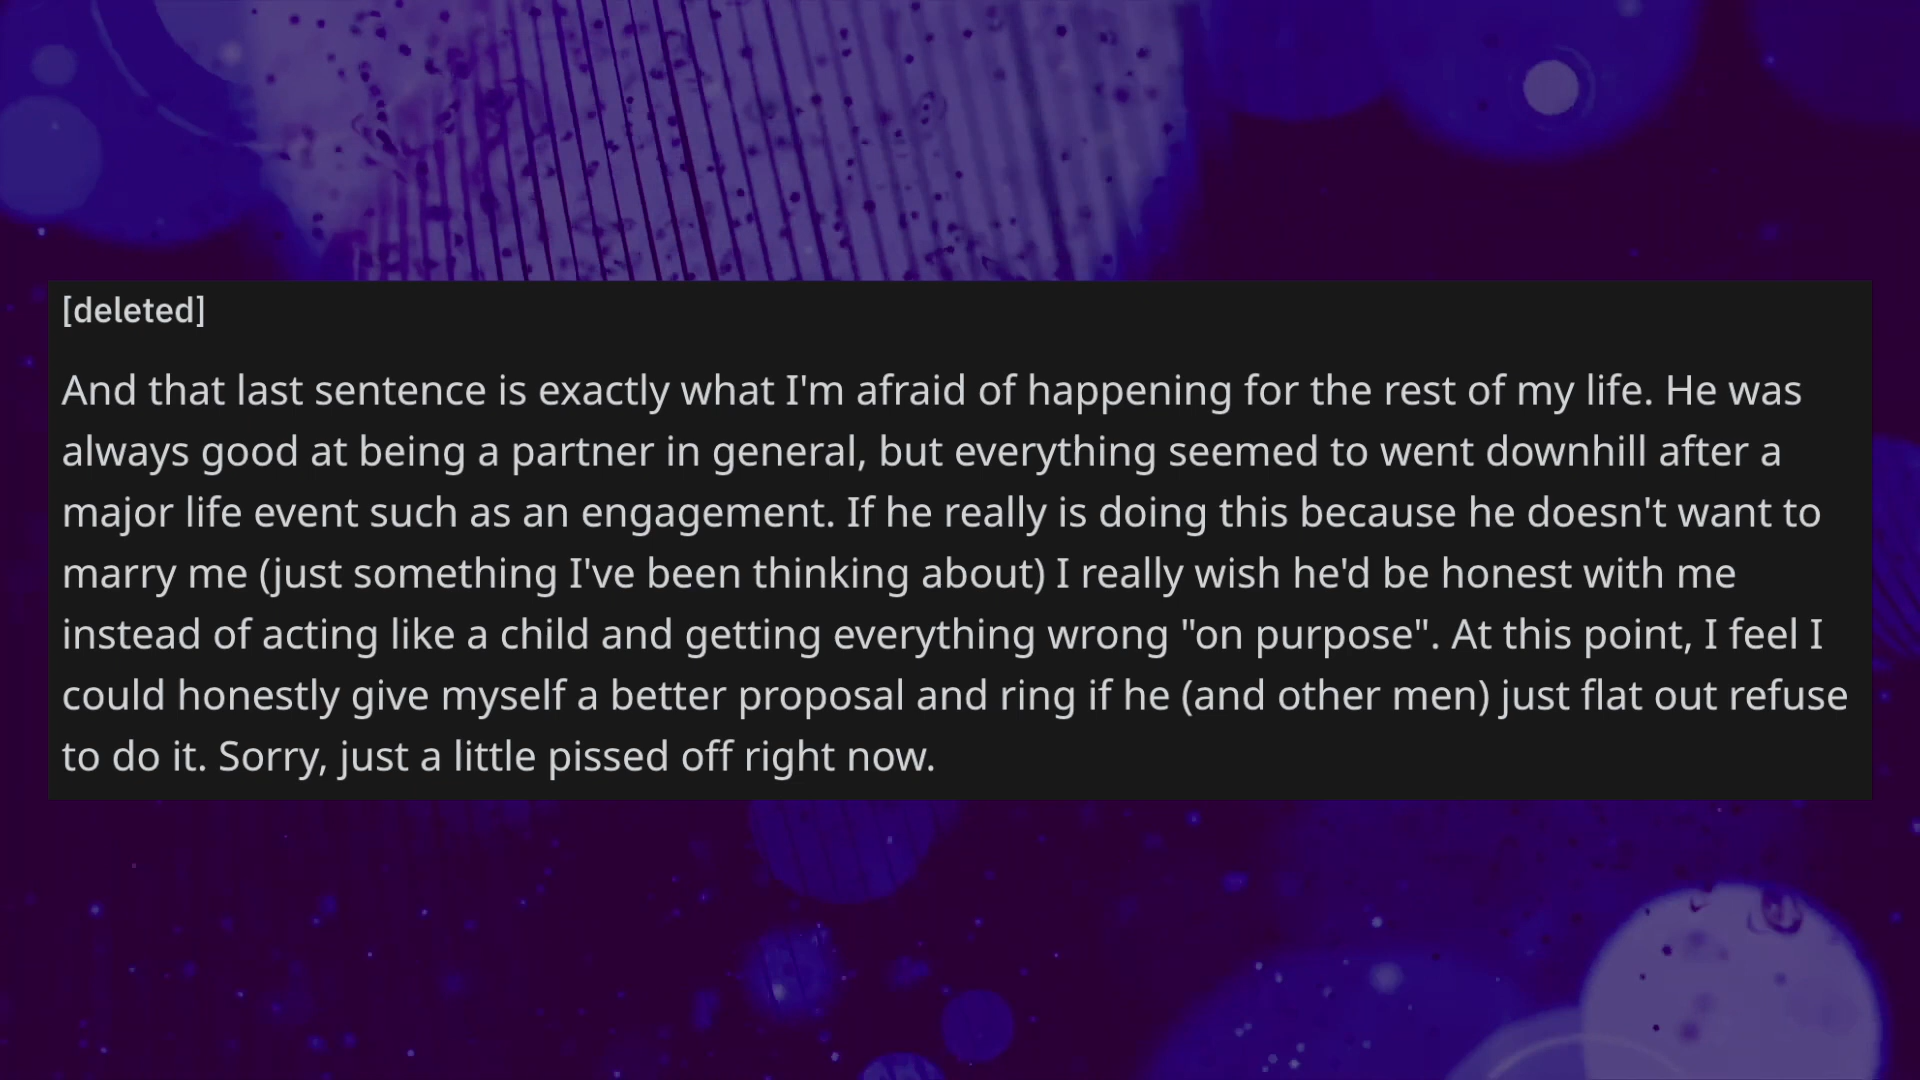 [deleted]
And that last sentence is exactly what I'm afraid of happening for the rest of my life. He was
always good at being a partner in general, but everything seemed to went downhill after a
major life event such as an engagement. If he really is doing this because he doesn't want to
marry me (just something I've been thinking about) I really wish he'd be honest with me
instead of acting like a child and getting everything wrong "on purpose". At this point, I feel I
could honestly give myself a better proposal and ring if he (and other men) just flat out refuse
to do it. Sorry, just a little pissed off right now.